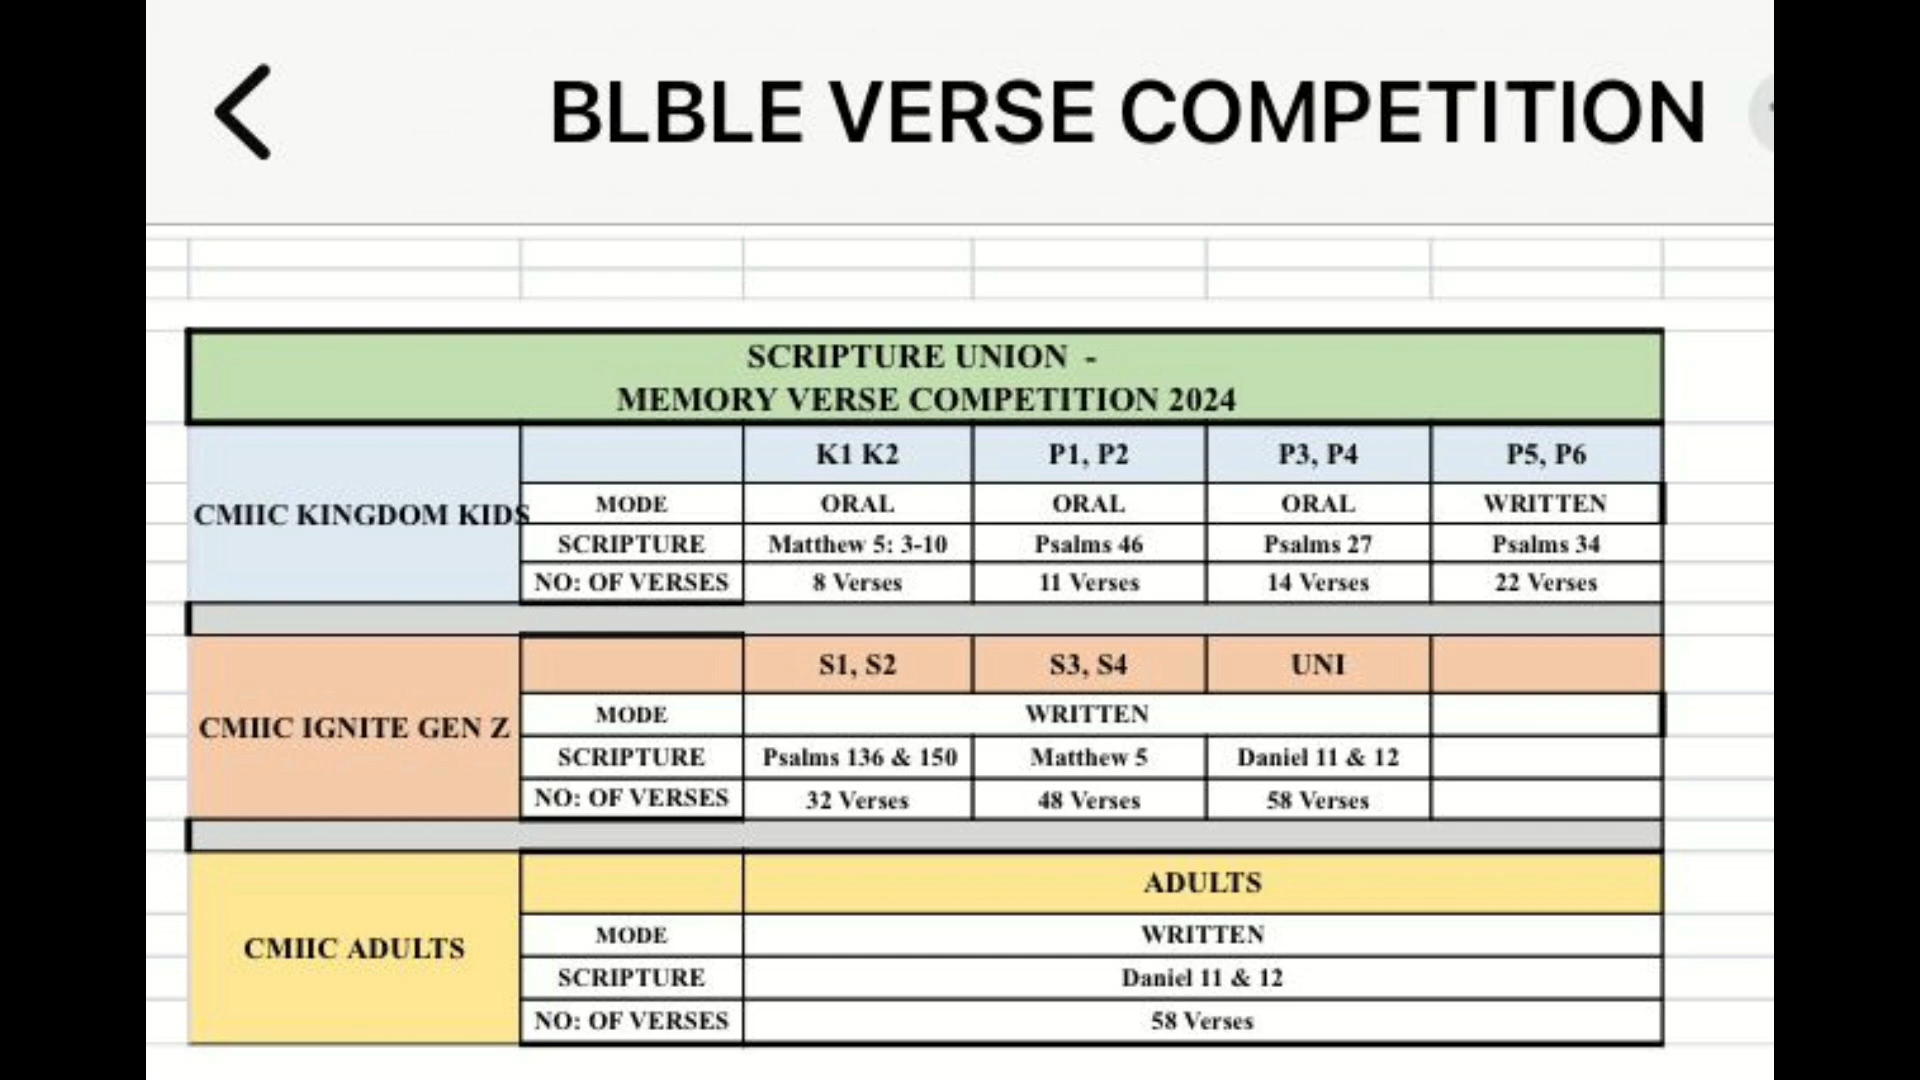 BLBLE VERSE COMPETITION
SCRIPTURE UNION -
MEMORY VERSE COMPETITION 2024
CMIIC KINGDOM KIDS
K1 K2 P1, P2 P3, P4 P5, P6
MODE ORAL ORAL ORAL WRITTEN
SCRIPTURE Matthew 5: 3-10 Psalms 46 Psalms 27 Psalms 34
NO: OF VERSES 8 Verses 11 Verses 14 Verses 22 Verses
CMIIC IGNITE GEN Z
S1, S2 S3, S4 UNI
MODE WRITTEN
SCRIPTURE Psalms 136 & 150 Matthew 5 Daniel 11 & 12
NO: OF VERSES 32 Verses 48 Verses 58 Verses
CMIIC ADULTS
ADULTS
MODE WRITTEN
SCRIPTURE Daniel 11 & 12
NO: OF VERSES 58 Verses